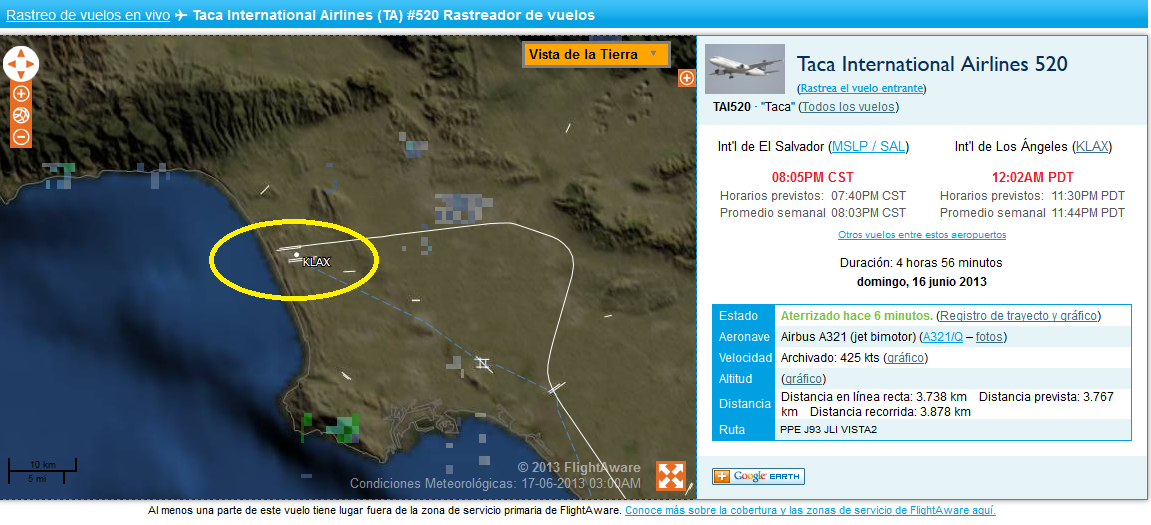 Rastreo de vuelos en vivo ✈ Taca International Airlines (TA) #520 Rastreador de vuelos
Vista de la Tierra
KLAX
10 km
5 mi
© 2013 FlightAware
Condiciones Meteorológicas: 17-06-2013 03:00AM
Taca International Airlines 520
(Rastrea el vuelo entrante)
TAI520 · "Taca" (Todos los vuelos)
Int'l de El Salvador (MSLP / SAL) Int'l de Los Ángeles (KLAX)
08:05PM CST 12:02AM PDT
Horarios previstos: 07:40PM CST Horarios previstos: 11:30PM PDT
Promedio semanal 08:03PM CST Promedio semanal 11:44PM PDT
Otros vuelos entre estos aeropuertos
Duración: 4 horas 56 minutos
domingo, 16 junio 2013
Estado Aterrizado hace 6 minutos. (Registro de trayecto y gráfico)
Aeronave Airbus A321 (jet bimotor) (A321/Q – fotos)
Velocidad Archivado: 425 kts (gráfico)
Altitud (gráfico)
Distancia Distancia en línea recta: 3.738 km Distancia prevista: 3.767
km Distancia recorrida: 3.878 km
Ruta PPE J93 JLI VISTA2
Google EARTH
Al menos una parte de este vuelo tiene lugar fuera de la zona de servicio primaria de FlightAware. Conoce más sobre la cobertura y las zonas de servicio de FlightAware aquí.